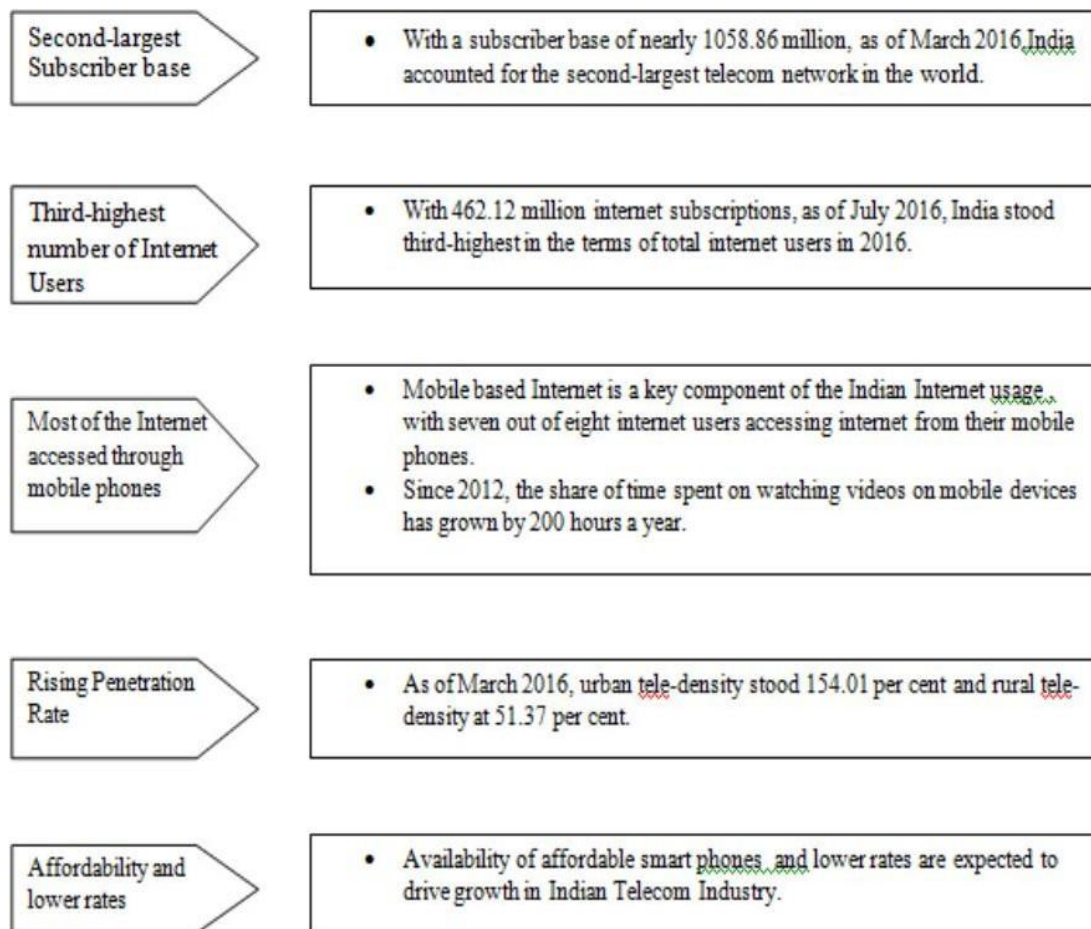 Second-largest
Subscriber base
• With a subscriber base of nearly 1058.86 million, as of March 2016,India
accounted for the second-largest telecom network in the world.
Third-highest
number of Internet
Users
• With 462.12 million internet subscriptions, as of July 2016, India stood
third-highest in the terms of total internet users in 2016.
Most of the Internet
accessed through
mobile phones
• Mobile based Internet is a key component of the Indian Internet usage ,
with seven out of eight internet users accessing internet from their mobile
phones.
• Since 2012, the share of time spent on watching videos on mobile devices
has grown by 200 hours a year.
Rising Penetration
Rate
• As of March 2016, urban tele-density stood 154.01 per cent and rural tele-
density at 51.37 per cent.
Affordability and
lower rates
• Availability of affordable smart phones and lower rates are expected to
drive growth in Indian Telecom Industry.